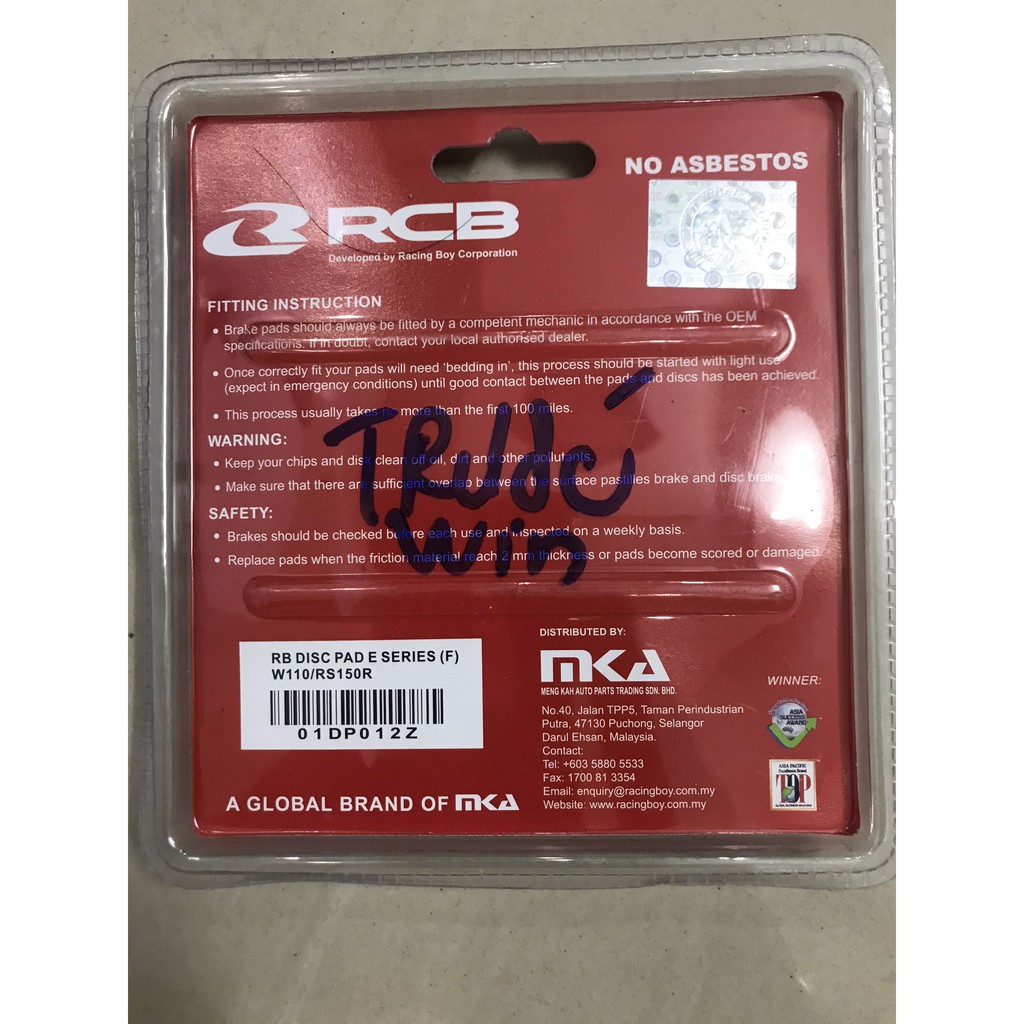 NO ASBESTOS
RCB
Developed by Racing Boy Corporation
FITTING INSTRUCTION
• Brake pads should always be fitted by a competent mechanic in accordance with the OEM
specifications. If in doubt, contact your local authorised dealer.
• Once correctly fit your pads will need 'bedding in', this process should be started with light use
(expect in emergency conditions) until good contact between the pads and discs has been achieved.
• This process usually takes no more than the first 100 miles.
WARNING:
• Keep your chips and disk clean off oil, dirt and other pollutants.
• Make sure that there are sufficient overlap between the surface pastilles brake and disc brake
SAFETY:
• Brakes should be checked before each use and inspected on a weekly basis.
• Replace pads when the friction material reach 2 mm thickness or pads become scored or damaged.
TRƯỚC
Win
RB DISC PAD E SERIES (F)
W110/RS150R
01DP012Z
A GLOBAL BRAND OF MKA
DISTRIBUTED BY:
MKA
MENG KAH AUTO PARTS TRADING SDN. BHD.
No.40, Jalan TPP5, Taman Perindustrian
Putra, 47130 Puchong, Selangor
Darul Ehsan, Malaysia.
Contact:
Tel: +603 5880 5533
Fax: 1700 81 3354
Email: enquiry@racingboy.com.my
Website: www.racingboy.com.my
WINNER:
ASIA
SUCCESS
AWARD
ASIA PACIFIC
Excellence Brand
TOP